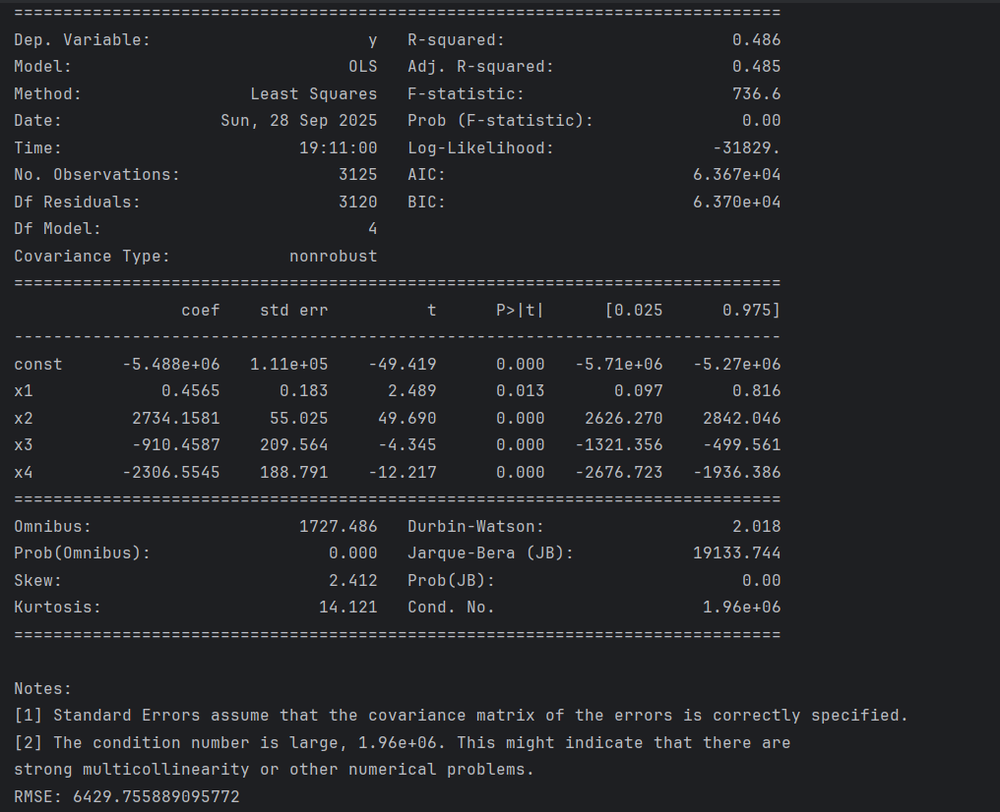 ==============================================================================
Dep. Variable:                      y   R-squared:                       0.486
Model:                            OLS   Adj. R-squared:                  0.485
Method:                 Least Squares   F-statistic:                     736.6
Date:                Sun, 28 Sep 2025   Prob (F-statistic):               0.00
Time:                        19:11:00   Log-Likelihood:                -31829.
No. Observations:                3125   AIC:                         6.367e+04
Df Residuals:                    3120   BIC:                         6.370e+04
Df Model:                           4
Covariance Type:            nonrobust
==============================================================================
                 coef    std err          t      P>|t|      [0.025      0.975]
------------------------------------------------------------------------------
const      -5.488e+06   1.11e+05    -49.419      0.000   -5.71e+06   -5.27e+06
x1             0.4565      0.183      2.489      0.013       0.097       0.816
x2          2734.1581     55.025     49.690      0.000    2626.270    2842.046
x3          -910.4587    209.564     -4.345      0.000   -1321.356    -499.561
x4         -2306.5545    188.791    -12.217      0.000   -2676.723   -1936.386
==============================================================================
Omnibus:                     1727.486   Durbin-Watson:                   2.018
Prob(Omnibus):                  0.000   Jarque-Bera (JB):            19133.744
Skew:                           2.412   Prob(JB):                         0.00
Kurtosis:                      14.121   Cond. No.                     1.96e+06
==============================================================================
Notes:
[1] Standard Errors assume that the covariance matrix of the errors is correctly specified.
[2] The condition number is large, 1.96e+06. This might indicate that there are
strong multicollinearity or other numerical problems.
RMSE: 6429.755889095772